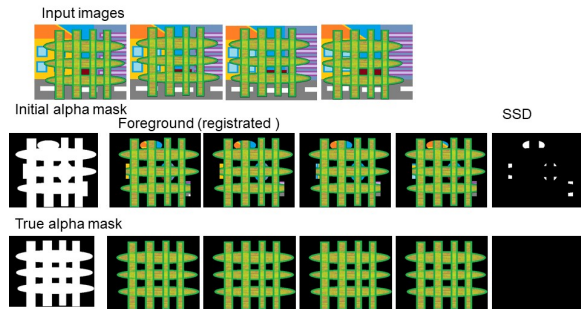 Input images
Initial alpha mask
Foreground (registrated )
SSD
True alpha mask